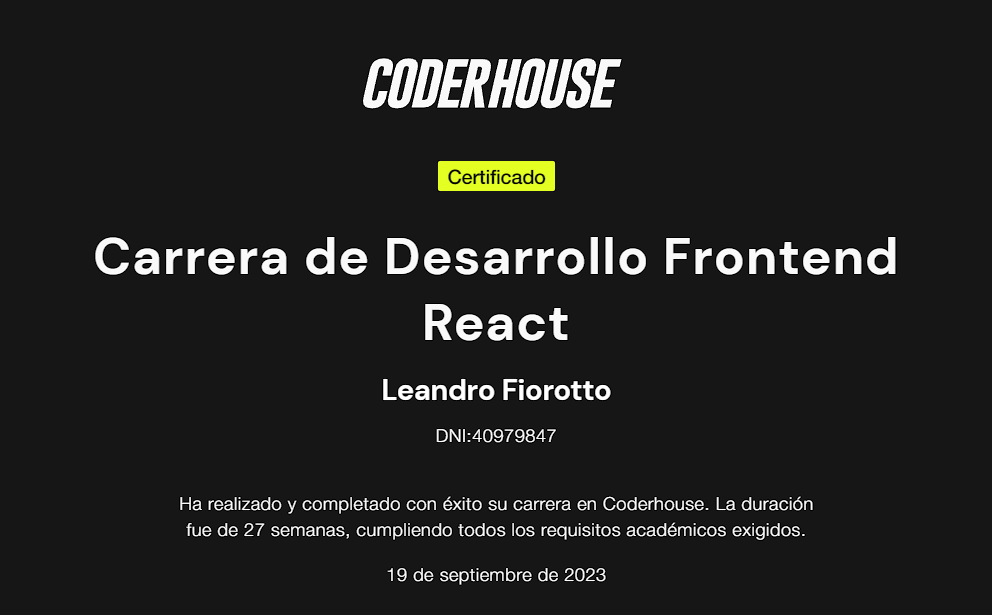 CODERHOUSE
Certificado
Carrera de Desarrollo Frontend
React
Leandro Fiorotto
DNI:40979847
Ha realizado y completado con éxito su carrera en Coderhouse. La duración
fue de 27 semanas, cumpliendo todos los requisitos académicos exigidos.
19 de septiembre de 2023